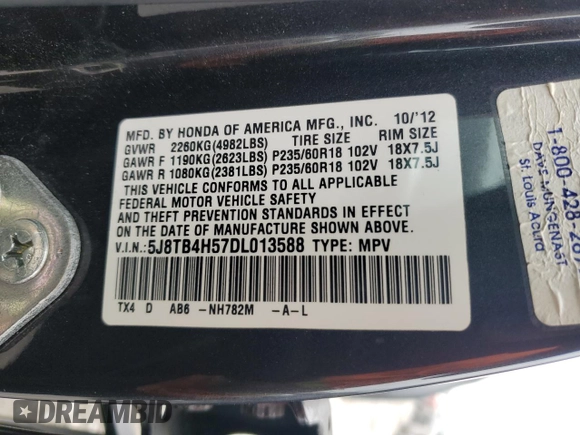 MFD. BY HONDA OF AMERICA MFG., INC. 10/'12
GVWR 2260KG(4982LBS) TIRE SIZE RIM SIZE
GAWR F 1190KG(2623LBS) P235/60R18 102V 18X7.5J
GAWR R 1080KG(2381LBS) P235/60R18 102V 18X7.5J
THIS VEHICLE CONFORMS TO ALL APPLICABLE
FEDERAL MOTOR VEHICLE SAFETY
AND THEFT PREVENTION STANDARDS IN EFFECT
ON THE DATE OF MANUFACTURE SHOWN ABOVE.
V.I.N.: 5J8TB4H57DL013588 TYPE: MPV
TX4 D AB6 -NH782M -A-L
1-800-428-
DAVE MUNGENAST
St. Louis Acura
DREAMBID